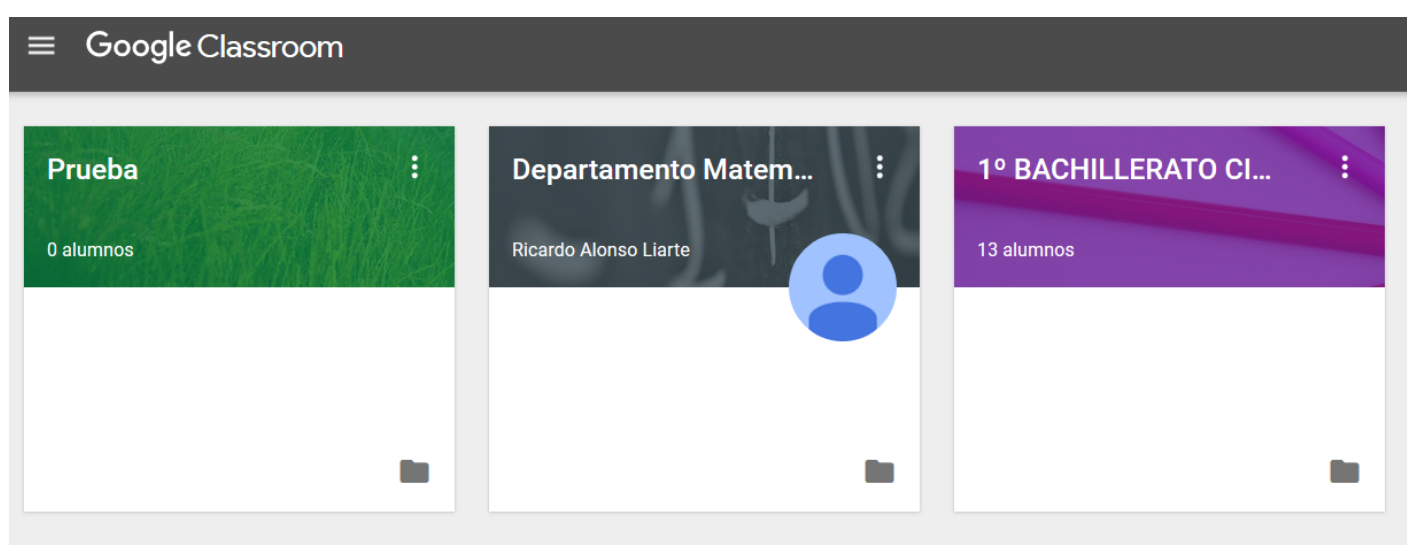 Google Classroom
Prueba
0 alumnos
Departamento Matem...
Ricardo Alonso Liarte
1º BACHILLERATO CI...
13 alumnos